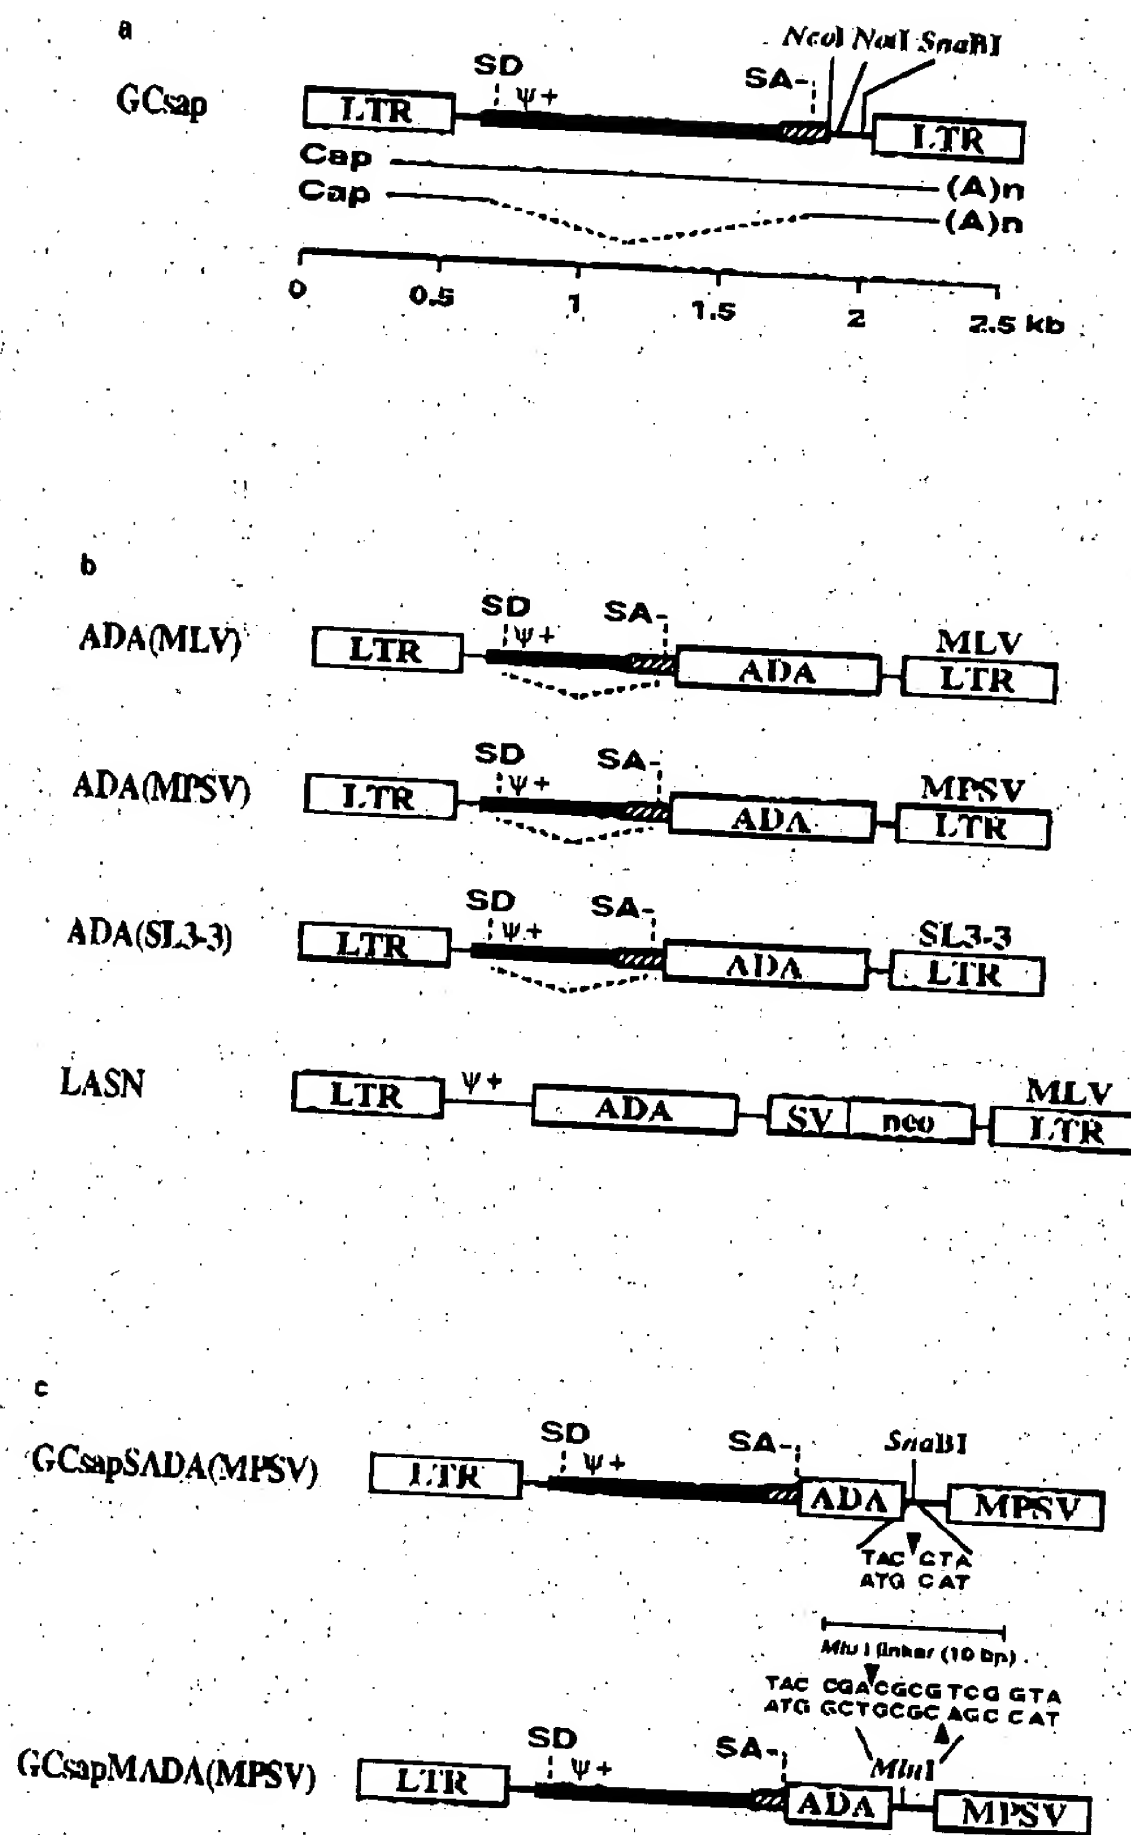 a
NcoI NotI SnaBI
SD
SA
GCsap
LTR
Ψ+
LTR
Cap
(A)n
Cap
(A)n
0
0.5
1
1.5
2
2.5 kb
b
SD
SA
ADA(MLV)
LTR
Ψ+
ADA
MLV
LTR
SD
SA
ADA(MPSV)
LTR
Ψ+
ADA
MPSV
LTR
SD
SA
ADA(SL3-3)
LTR
Ψ+
ADA
SL3-3
LTR
LASN
LTR
Ψ+
ADA
SV
neo
MLV
LTR
c
SD
SA
SnaBI
GCsapSADA(MPSV)
LTR
Ψ+
ADA
MPSV
TAC GTA
ATG CAT
Mlu I linker (10 bp)
TAC CGACGCGTCG GTA
ATG GCTGCGCAGC CAT
SD
SA
MluI
GCsapMADA(MPSV)
LTR
Ψ+
ADA
MPSV